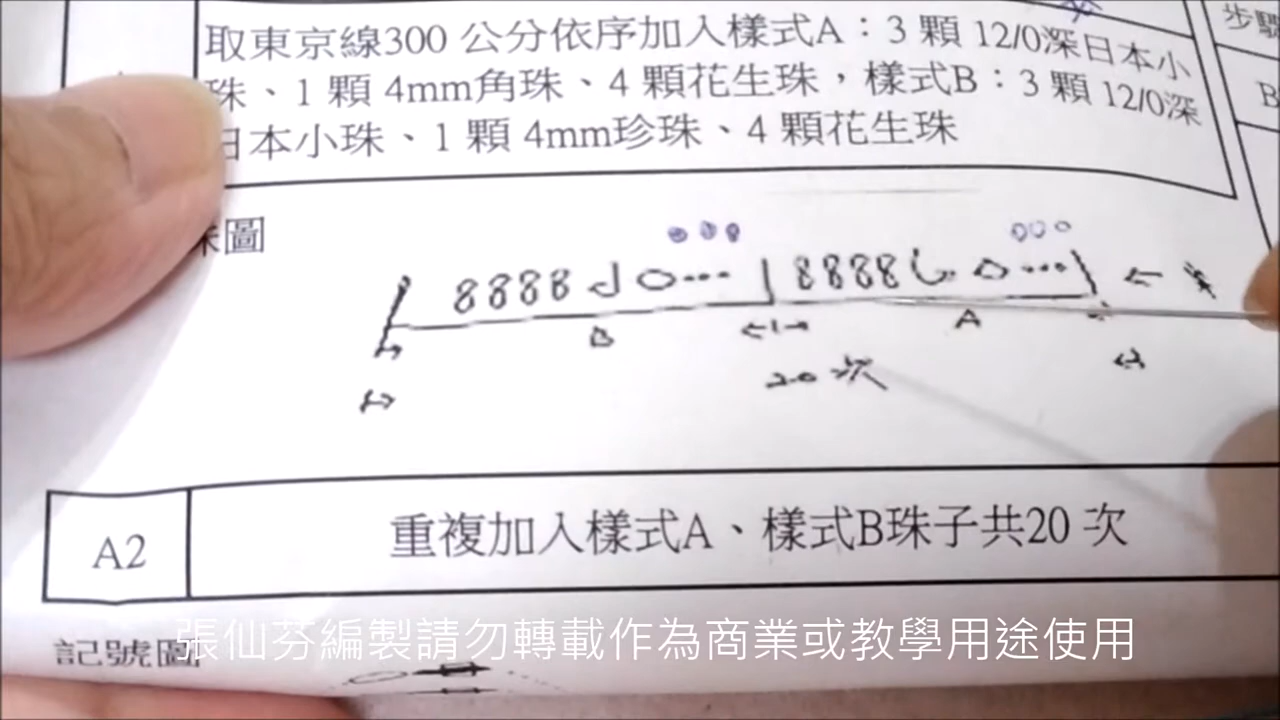 步驟
取東京線300 公分依序加入樣式A：3 顆 12/0深日本小
珠、1 顆 4mm角珠、4 顆花生珠，樣式B：3 顆 12/0深
日本小珠、1 顆 4mm珍珠、4 顆花生珠
B
圖
8888
8888
B
A
20次
A2
重複加入樣式A、樣式B珠子共20 次
記號圖
張仙芬編製請勿轉載作為商業或教學用途使用